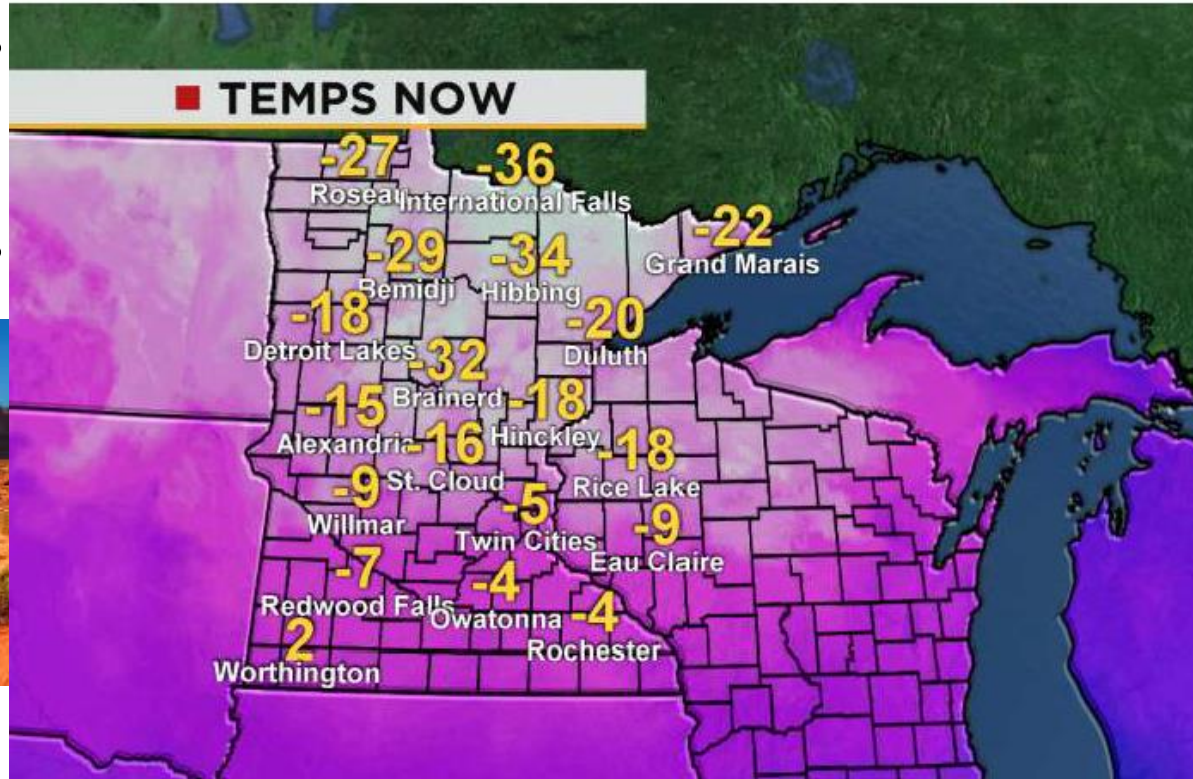 TEMPS NOW
-27
Roseau
-36
International Falls
-22
Grand Marais
-29
Bemidji
-34
Hibbing
-18
Detroit Lakes
-20
Duluth
-32
Brainerd
-15
Alexandria
-18
Hinckley
-16
St. Cloud
-18
Rice Lake
-9
Willmar
-5
Twin Cities
-9
Eau Claire
-7
Redwood Falls
-4
Owatonna
-4
Rochester
2
Worthington